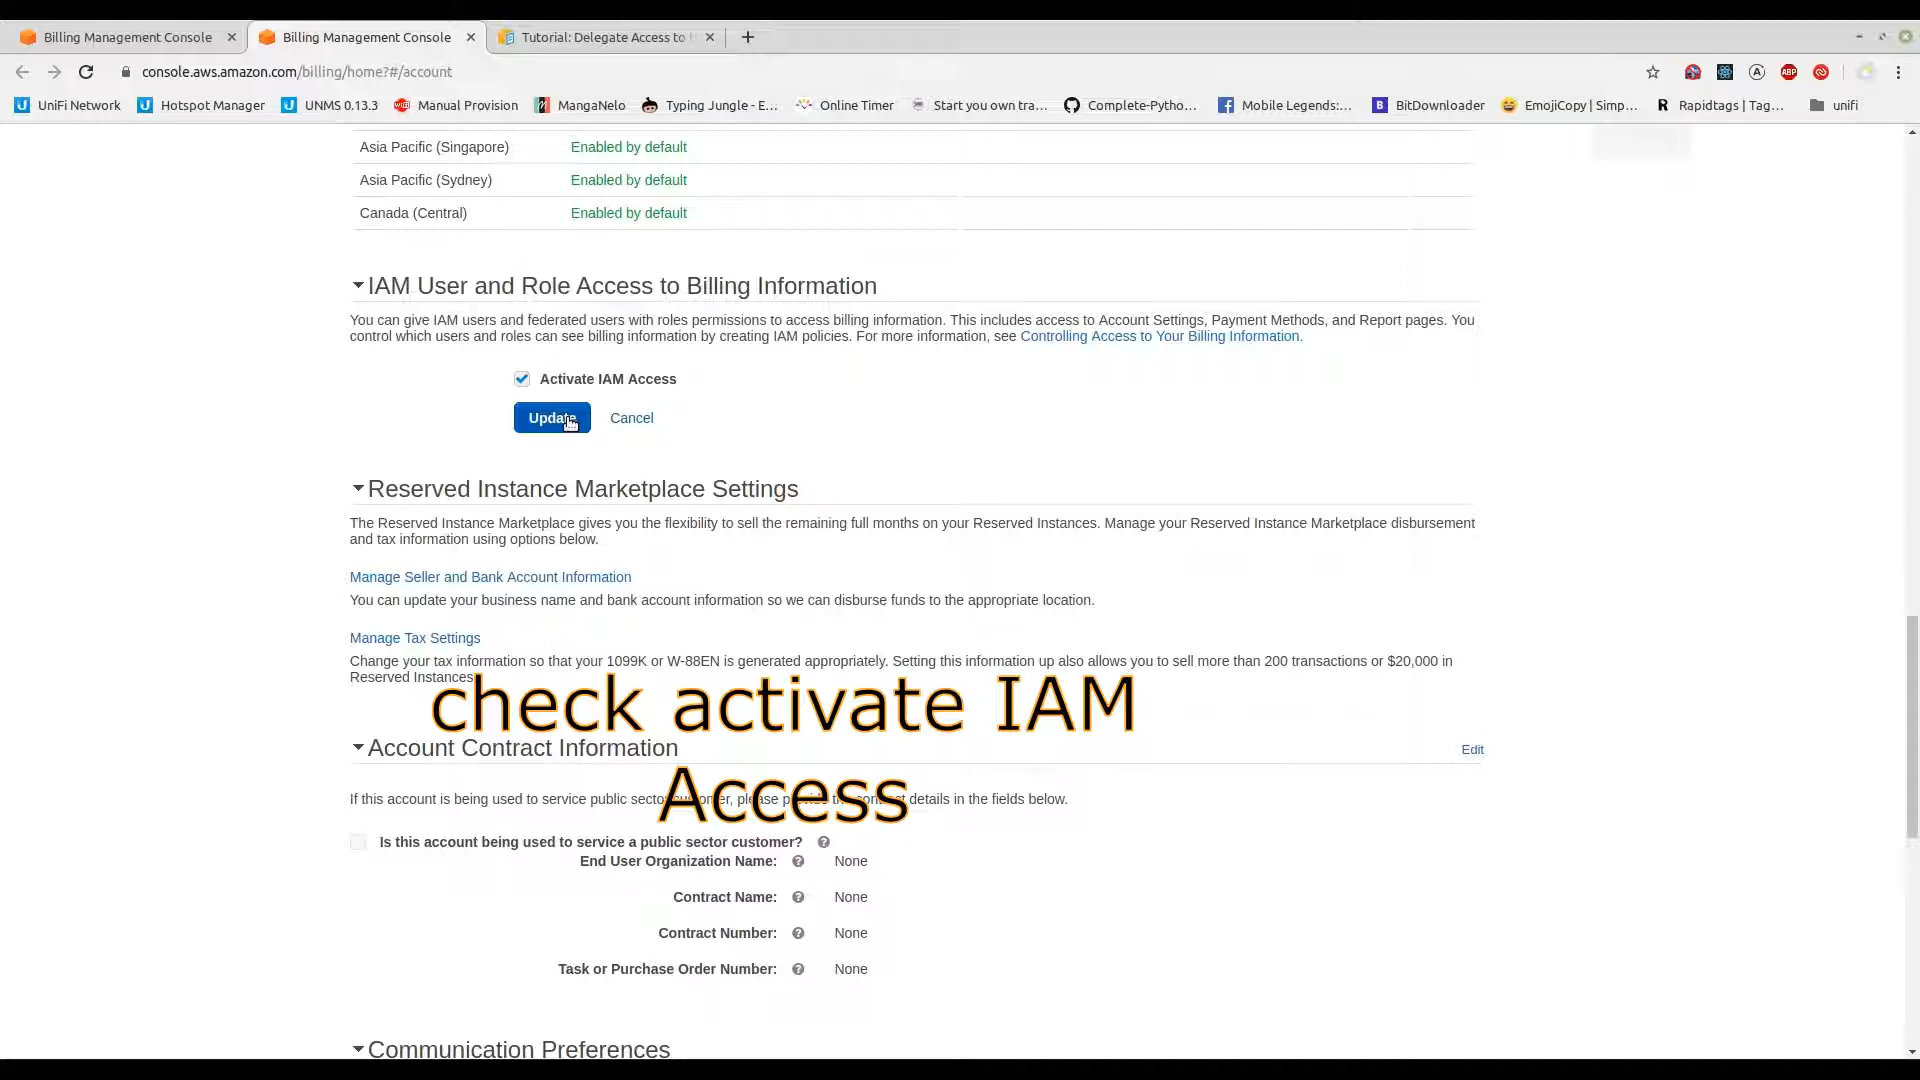 Billing Management Console
Billing Management Console
Tutorial: Delegate Access to
console.aws.amazon.com/billing/home?#/account
UniFi Network
Hotspot Manager
UNMS 0.13.3
Manual Provision
MangaNelo
Typing Jungle - E...
Online Timer
Start you own tra...
Complete-Pytho...
Mobile Legends:...
BitDownloader
EmojiCopy | Simp...
Rapidtags | Tag...
unifi
Asia Pacific (Singapore) Enabled by default
Asia Pacific (Sydney) Enabled by default
Canada (Central) Enabled by default
IAM User and Role Access to Billing Information
You can give IAM users and federated users with roles permissions to access billing information. This includes access to Account Settings, Payment Methods, and Report pages. You
control which users and roles can see billing information by creating IAM policies. For more information, see Controlling Access to Your Billing Information.
Activate IAM Access
Update Cancel
Reserved Instance Marketplace Settings
The Reserved Instance Marketplace gives you the flexibility to sell the remaining full months on your Reserved Instances. Manage your Reserved Instance Marketplace disbursement
and tax information using options below.
Manage Seller and Bank Account Information
You can update your business name and bank account information so we can disburse funds to the appropriate location.
Manage Tax Settings
Change your tax information so that your 1099K or W-88EN is generated appropriately. Setting this information up also allows you to sell more than 200 transactions or $20,000 in
Reserved Instances
check activate IAM
Access
Account Contract Information Edit
If this account is being used to service public sector customer, please provide the contract details in the fields below.
Is this account being used to service a public sector customer?
End User Organization Name: None
Contract Name: None
Contract Number: None
Task or Purchase Order Number: None
Communication Preferences